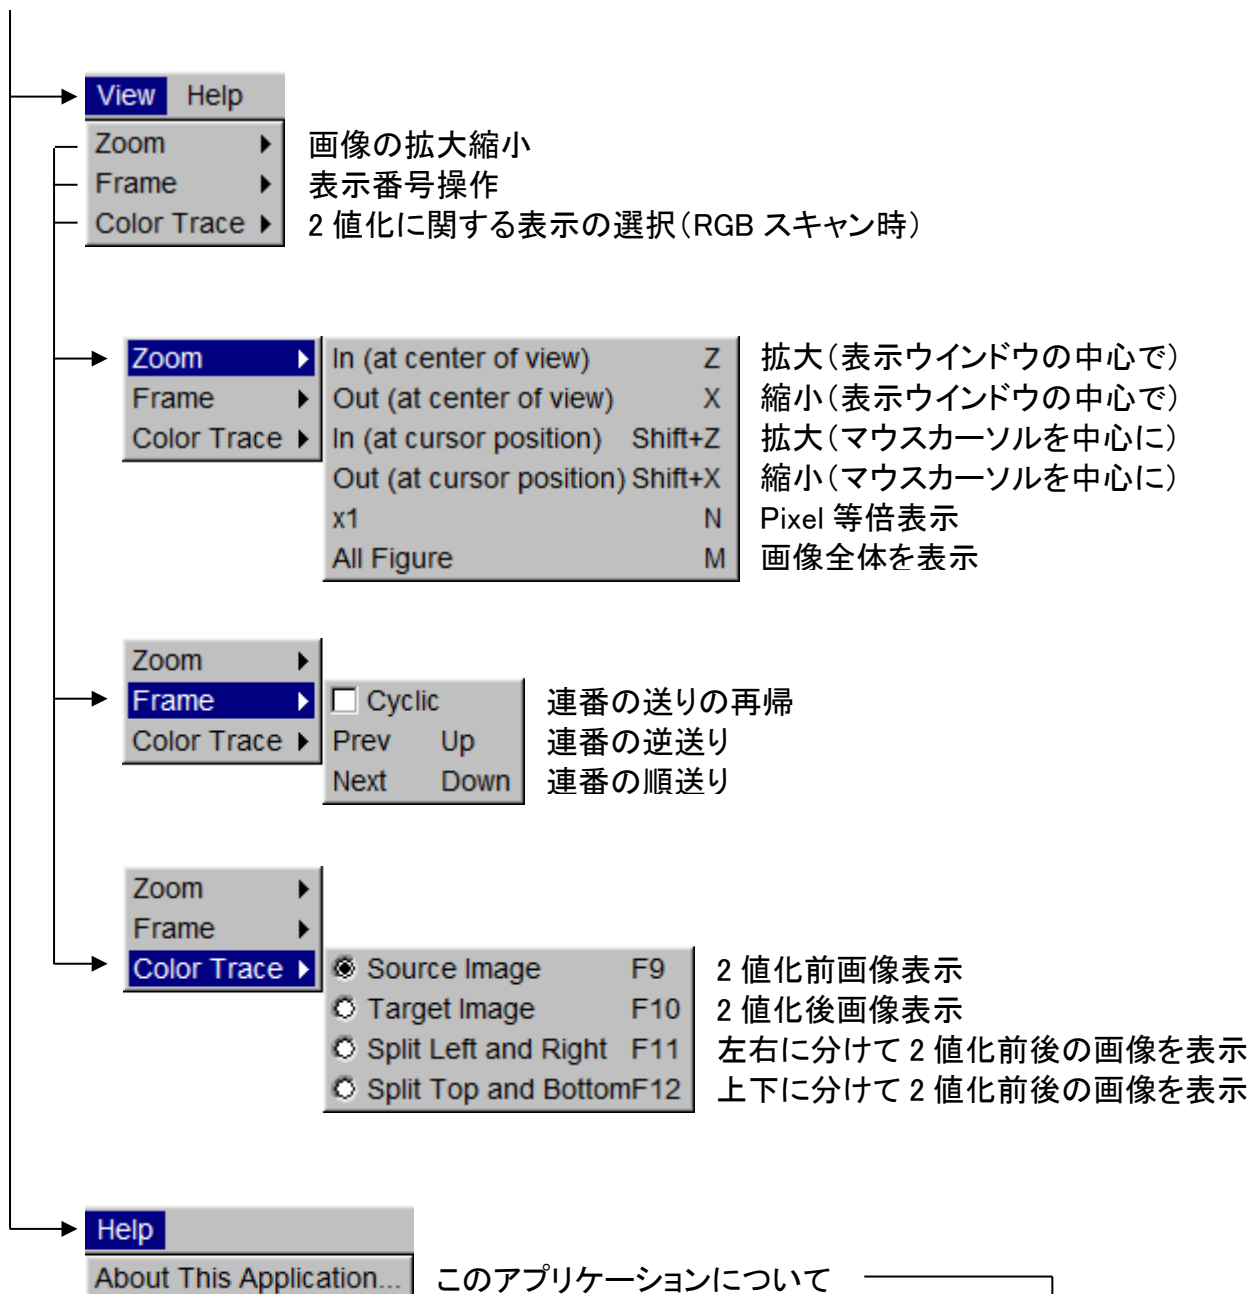 View Help
Zoom 画像の拡大縮小
Frame 表示番号操作
Color Trace 2 値化に関する表示の選択（RGB スキャン時）
Zoom In (at center of view) Z 拡大（表示ウインドウの中心で）
Frame Out (at center of view) X 縮小（表示ウインドウの中心で）
Color Trace In (at cursor position) Shift+Z 拡大（マウスカーソルを中心に）
Out (at cursor position) Shift+X 縮小（マウスカーソルを中心に）
x1 N Pixel 等倍表示
All Figure M 画像全体を表示
Zoom
Frame Cyclic 連番の送りの再帰
Color Trace Prev Up 連番の逆送り
Next Down 連番の順送り
Zoom
Frame
Color Trace Source Image F9 2 値化前画像表示
Target Image F10 2 値化後画像表示
Split Left and Right F11 左右に分けて 2 値化前後の画像を表示
Split Top and Bottom F12 上下に分けて 2 値化前後の画像を表示
Help
About This Application... このアプリケーションについて